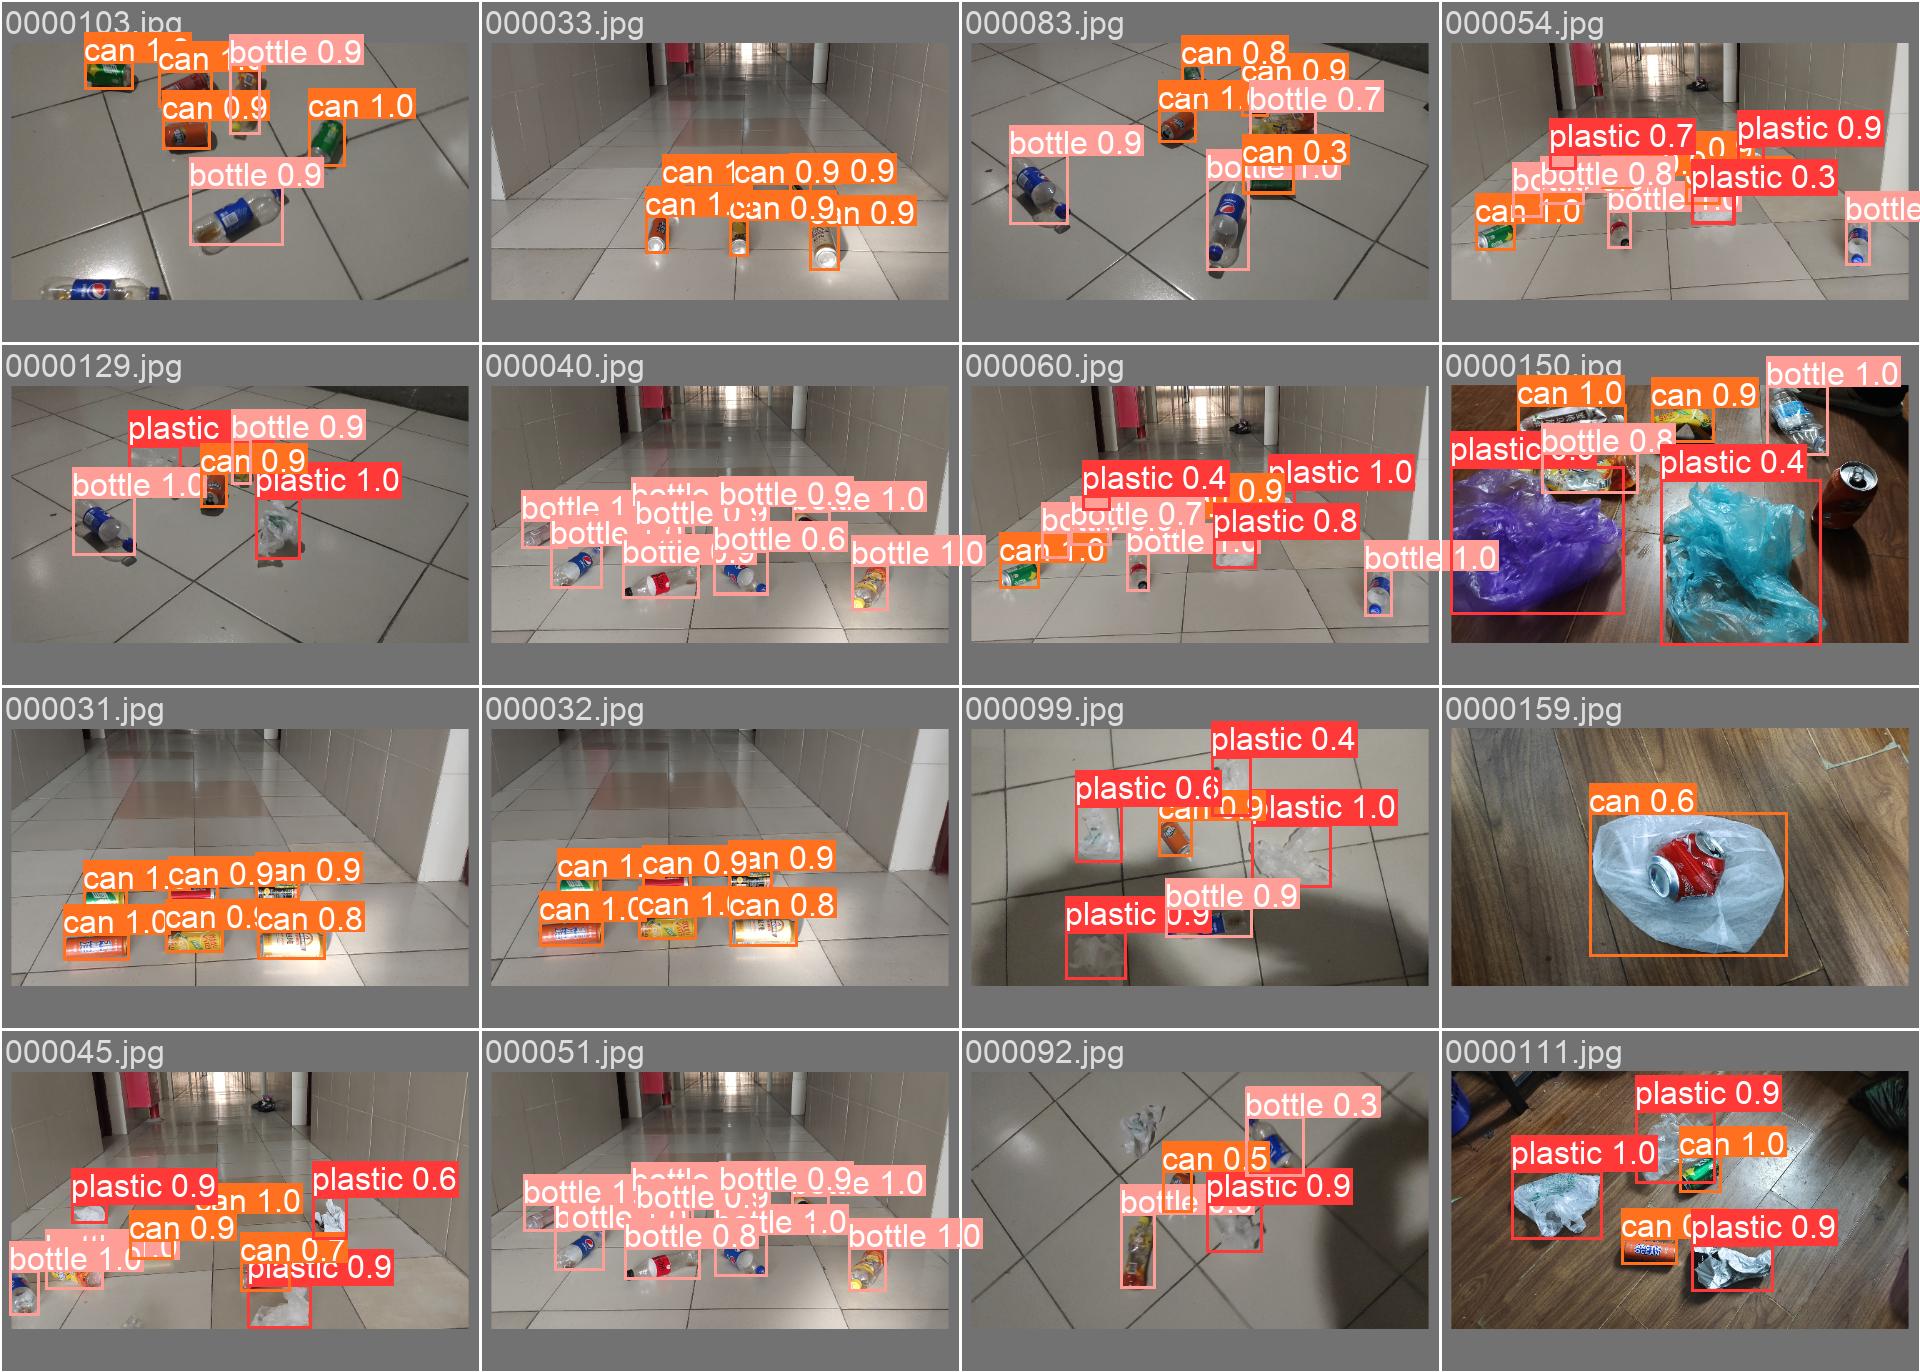 0000103.jpg
can 1.0
can 1.
bottle 0.9
can 0.9
can 1.0
bottle 0.9
000033.jpg
can 1
can 0.9
0.9
can 1.
can 0.9
can 0.9
000083.jpg
can 0.8
can 0.9
can 1.
bottle 0.7
bottle 0.9
can 0.3
bottle 1.0
000054.jpg
plastic 0.7
plastic 0.9
bottle 0.8
plastic 0.3
can 1.0
bottle 1.0
bottle
0000129.jpg
plastic
bottle 0.9
can 0.9
bottle 1.0
plastic 1.0
000040.jpg
bottle 1
bottle 0.9
e 1.0
bottle 0.9
bottle
bottle 0.6
bottle 0.9
bottle 1.0
000060.jpg
plastic 0.4
plastic 1.0
0.9
bottle 0.7
plastic 0.8
can 1.0
bottle 1.0
bottle 1.0
0000150.jpg
can 1.0
can 0.9
bottle 1.0
plastic
bottle 0.8
plastic 0.4
000031.jpg
can 1.
can 0.9
an 0.9
can 1.0
can 0.9
can 0.8
000032.jpg
can 1.
can 0.9
an 0.9
can 1.0
can 1.
can 0.8
000099.jpg
plastic 0.4
plastic 0.6
can 0.9
plastic 1.0
bottle 0.9
plastic 0.9
0000159.jpg
can 0.6
000045.jpg
plastic 0.9
can 1.0
plastic 0.6
can 0.9
bottle 1.0
can 0.7
plastic 0.9
000051.jpg
bottle 1
bottle 0.9
e 1.0
bottle 0.9
bottle
bottle 0.8
bottle 1.0
bottle 1.0
000092.jpg
bottle 0.3
can 0.5
plastic 0.9
bottle
0000111.jpg
plastic 0.9
plastic 1.0
can 1.0
can
plastic 0.9